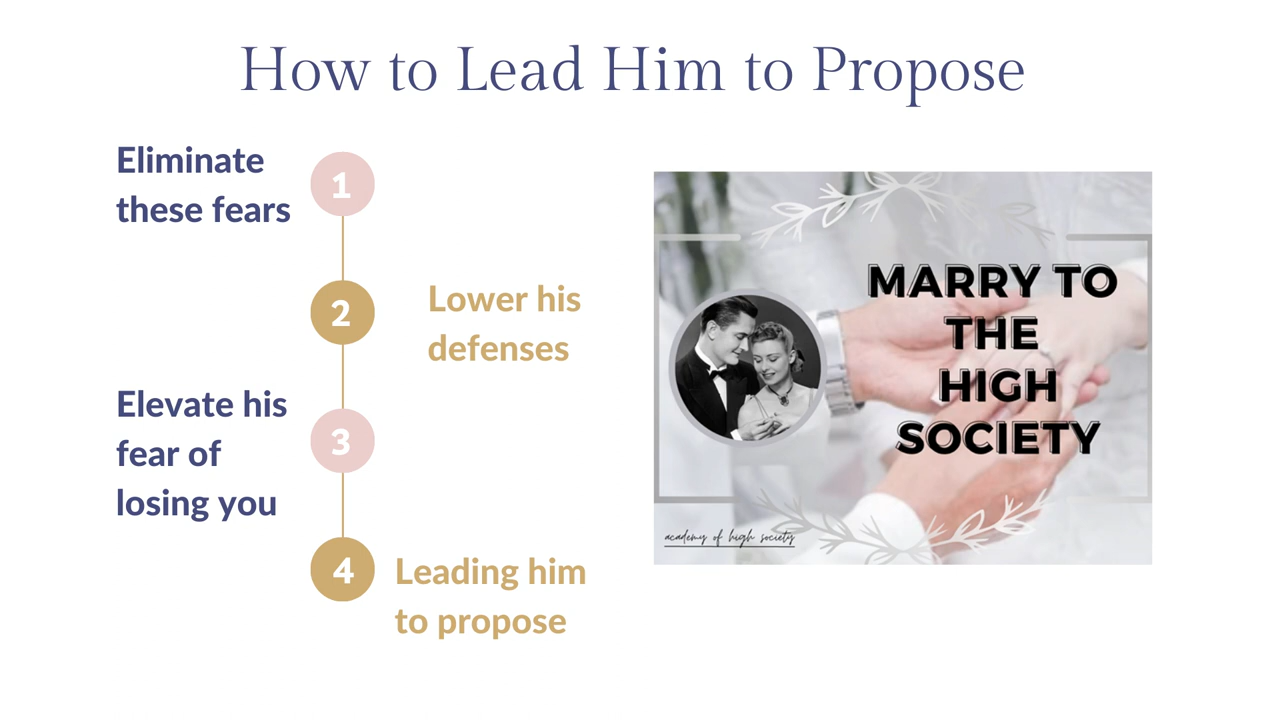 How to Lead Him to Propose
Eliminate
these fears
1
2
Lower his
defenses
Elevate his
fear of
losing you
3
4
Leading him
to propose
MARRY TO
THE
HIGH
SOCIETY
academy of high society